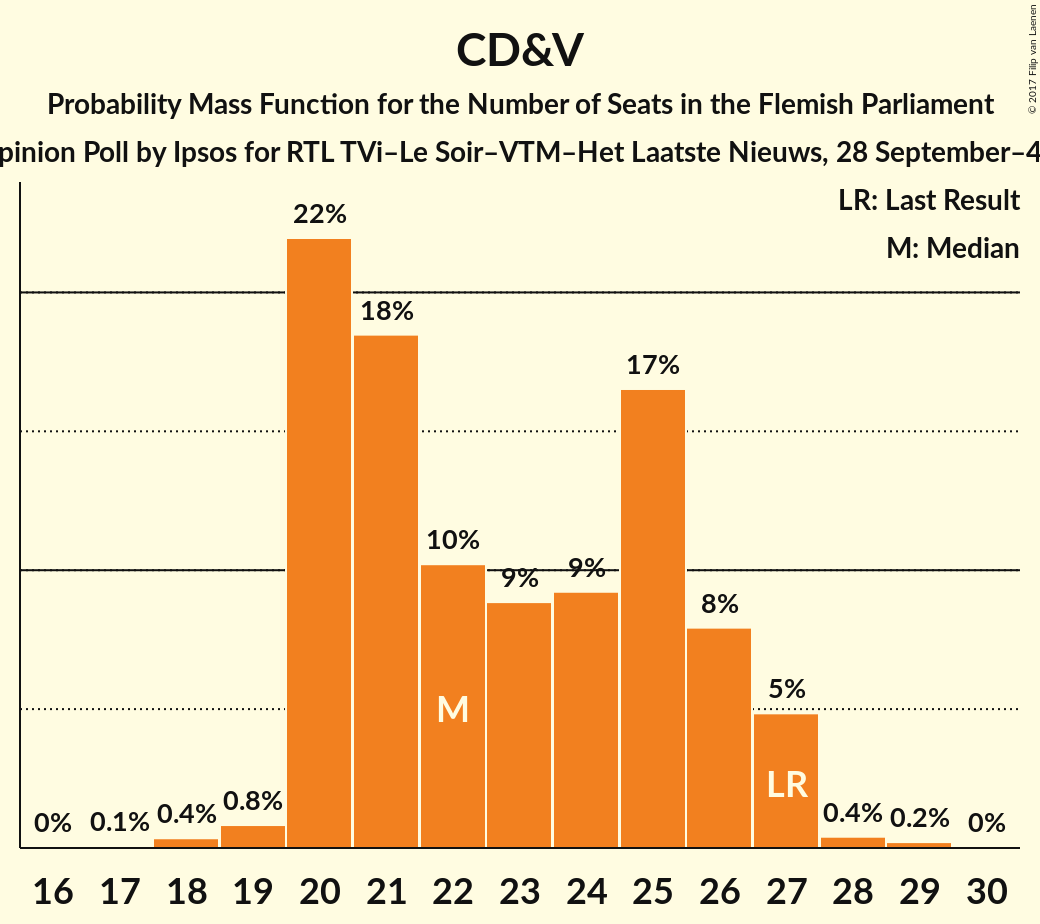 CD&V
Probability Mass Function for the Number of Seats in the Flemish Parliament
pinion Poll by Ipsos for RTL TVi–Le Soir–VTM–Het Laatste Nieuws, 28 September–4
LR: Last Result
M: Median
22%
18%
17%
10%
9%
9%
8%
5%
0%
0.1%
0.4%
0.8%
0.4%
0.2%
0%
M
LR
16 17 18 19 20 21 22 23 24 25 26 27 28 29 30
© 2017 Filip van Laenen